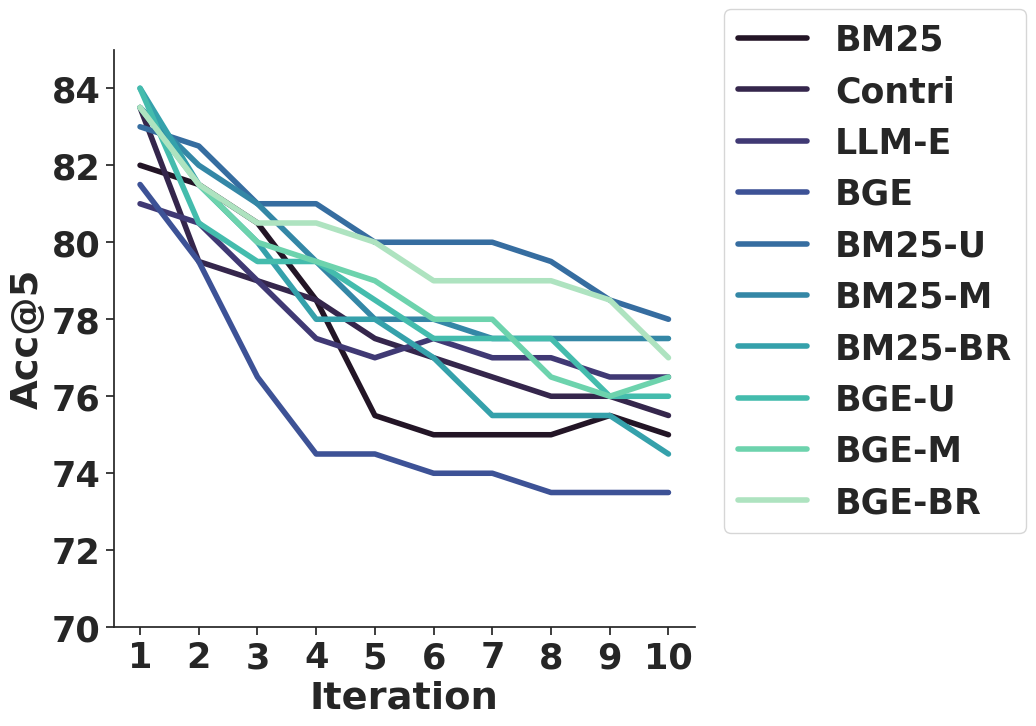 Acc@5
84
82
80
78
76
74
72
70
1 2 3 4 5 6 7 8 9 10
Iteration
BM25
Contri
LLM-E
BGE
BM25-U
BM25-M
BM25-BR
BGE-U
BGE-M
BGE-BR